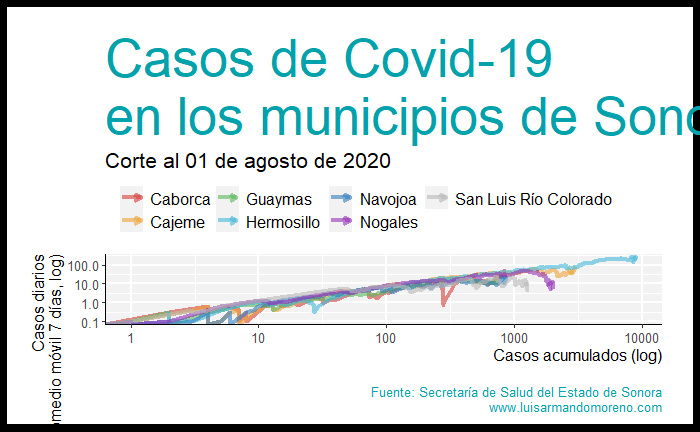 Casos de Covid-19
en los municipios de Sono
Corte al 01 de agosto de 2020
Caborca Guaymas Navojoa San Luis Río Colorado
Cajeme Hermosillo Nogales
Casos diarios
omedio móvil 7 días, log)
100.0
10.0
1.0
0.1
1 10 100 1000 10000
Casos acumulados (log)
Fuente: Secretaría de Salud del Estado de Sonora
www.luisarmandomoreno.com